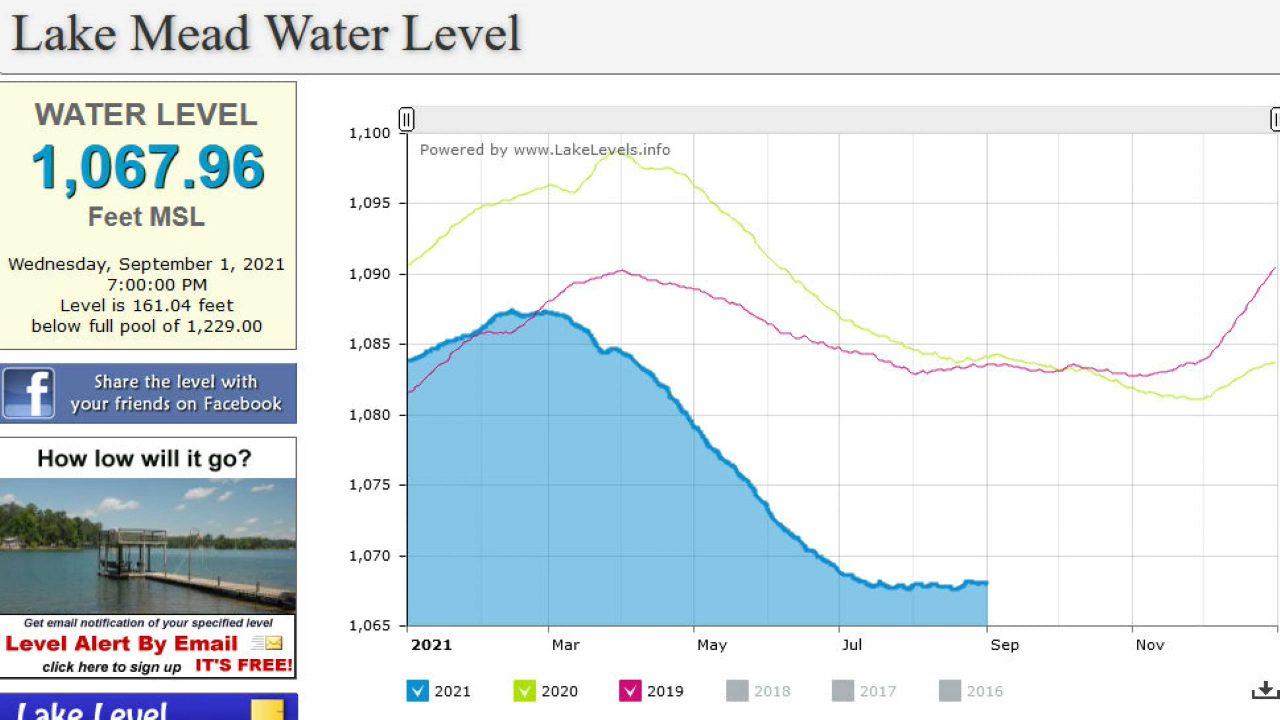 Lake Mead Water Level
WATER LEVEL
1,067.96
Feet MSL
Wednesday, September 1, 2021
7:00:00 PM
Level is 161.04 feet
below full pool of 1,229.00
Share the level with
your friends on Facebook
How low will it go?
Get email notification of your specified level
Level Alert By Email
click here to sign up IT'S FREE!
Lake Level
Powered by www.LakeLevels.info
1,100
1,095
1,090
1,085
1,080
1,075
1,070
1,065
2021 Mar May Jul Sep Nov
2021 2020 2019 2018 2017 2016